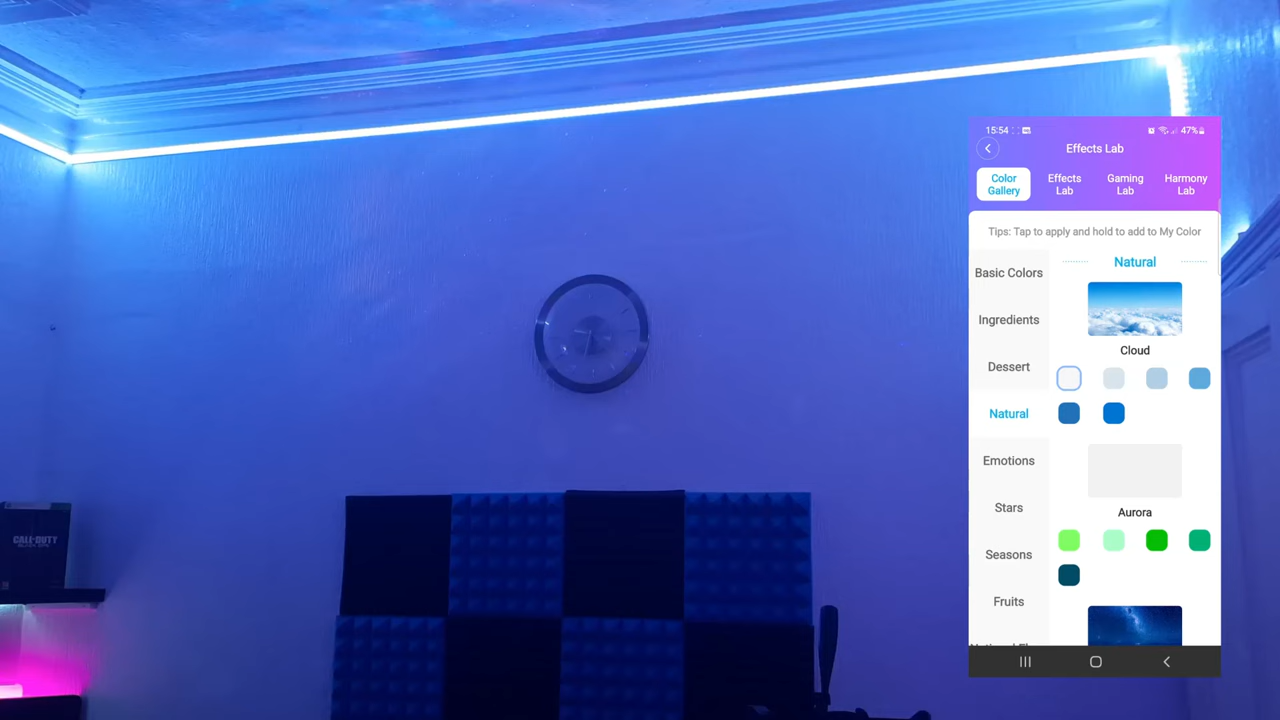 15:54
47%
Effects Lab
Color Gallery
Effects Lab
Gaming Lab
Harmony Lab
Tips: Tap to apply and hold to add to My Color
Basic Colors
Ingredients
Dessert
Natural
Emotions
Stars
Seasons
Fruits
Natural
Cloud
Aurora
CALL·DUTY